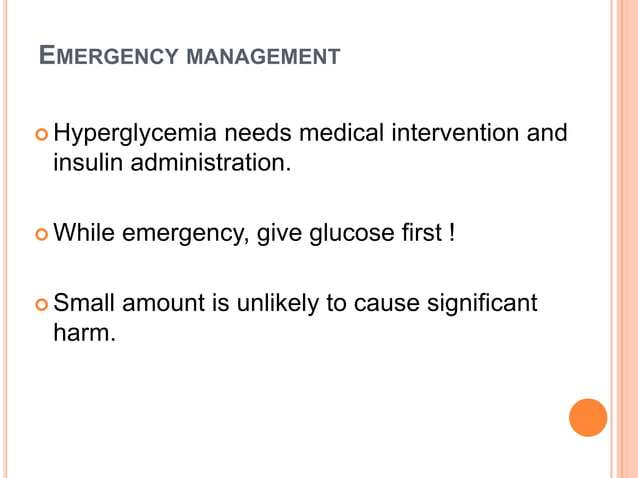 EMERGENCY MANAGEMENT
Hyperglycemia needs medical intervention and
insulin administration.
While emergency, give glucose first !
Small amount is unlikely to cause significant
harm.